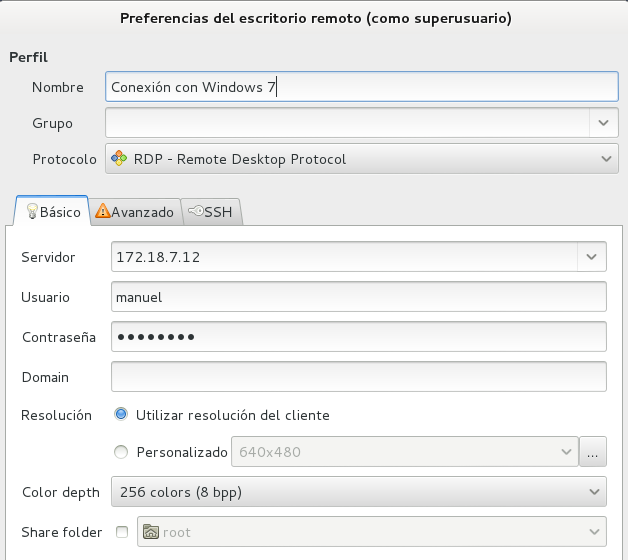 Preferencias del escritorio remoto (como superusuario)
Perfil
Nombre Conexión con Windows 7
Grupo
Protocolo RDP - Remote Desktop Protocol
Básico Avanzado SSH
Servidor 172.18.7.12
Usuario manuel
Contraseña ●●●●●●●●
Domain
Resolución Utilizar resolución del cliente
Personalizado 640x480 ...
Color depth 256 colors (8 bpp)
Share folder root